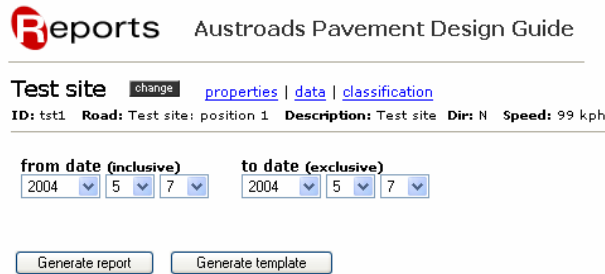 Reports Austroads Pavement Design Guide
Test site change properties | data | classification
ID: tst1 Road: Test site: position 1 Description: Test site Dir: N Speed: 99 kph
from date (inclusive) to date (exclusive)
2004 5 7 2004 5 7
Generate report Generate template